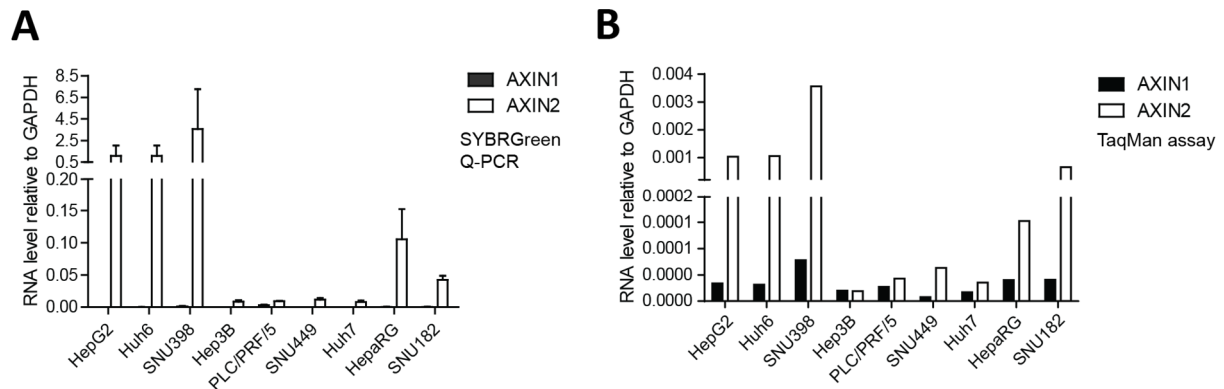 A
RNA level relative to GAPDH
8.5
6.5
4.5
2.5
0.5
0.20
0.15
0.10
0.05
0.00
HepG2
Huh6
SNU398
Hep3B
PLC/PRF/5
SNU449
Huh7
HepaRG
SNU182
AXIN1
AXIN2
SYBRGreen
Q-PCR
B
RNA level relative to GAPDH
0.004
0.003
0.002
0.001
0.0002
0.0001
0.0001
0.0000
0.0000
HepG2
Huh6
SNU398
Hep3B
PLC/PRF/5
SNU449
Huh7
HepaRG
SNU182
AXIN1
AXIN2
TaqMan assay